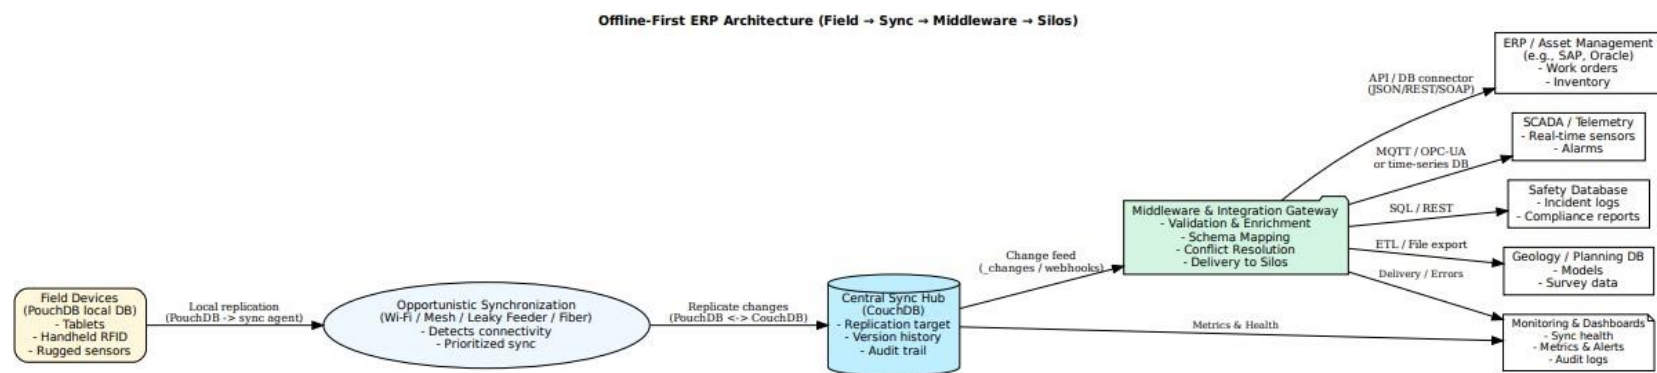 Offline-First ERP Architecture (Field → Sync → Middleware → Silos)
Field Devices
(PouchDB local DB)
- Tablets
- Handheld RFID
- Rugged sensors
Local replication
(PouchDB -> sync agent)
Opportunistic Synchronization
(Wi-Fi / Mesh / Leaky Feeder / Fiber)
- Detects connectivity
- Prioritized sync
Replicate changes
(PouchDB <-> CouchDB)
Central Sync Hub
(CouchDB)
- Replication target
- Version history
- Audit trail
Change feed
(_changes / webhooks)
Metrics & Health
Middleware & Integration Gateway
- Validation & Enrichment
- Schema Mapping
- Conflict Resolution
- Delivery to Silos
API / DB connector
(JSON/REST/SOAP)
MQTT / OPC-UA
or time-series DB
SQL / REST
ETL / File export
Delivery / Errors
ERP / Asset Management
(e.g., SAP, Oracle)
- Work orders
- Inventory
SCADA / Telemetry
- Real-time sensors
- Alarms
Safety Database
- Incident logs
- Compliance reports
Geology / Planning DB
- Models
- Survey data
Monitoring & Dashboards
- Sync health
- Metrics & Alerts
- Audit logs